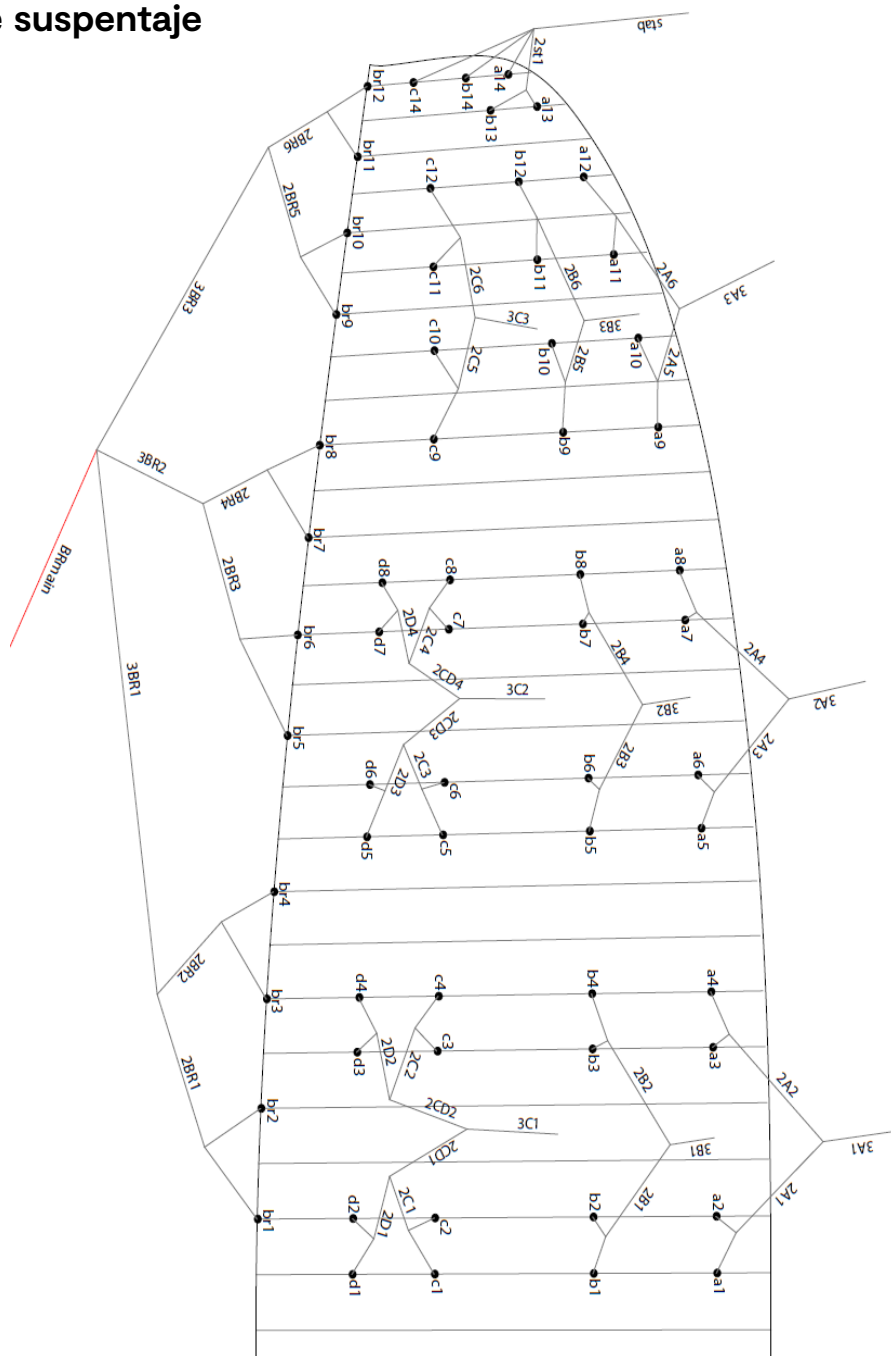 e suspentaje
stab
2st1
br12
c14
b14
a14
b13
a13
2BR6
br11
c12
b12
a12
2BR5
br10
c11
2C6
b11
2B6
a11
2A6
3A3
3BR3
br9
c10
3C3
2C5
b10
3B3
2B5
a10
2A5
br8
c9
b9
a9
3BR2
2BR4
BRmain
br7
2BR3
d8
c8
b8
a8
br6
d7
2D4
2C4
c7
b7
a7
2B4
2A4
3BR1
2CD4
3C2
3B2
3A2
br5
2CD3
d6
2D3
2C3
c6
b6
2B3
a6
2A3
d5
c5
b5
a5
br4
2BR2
br3
d4
c4
b4
a4
d3
2D2
2C2
c3
b3
a3
2BR1
2B2
2A2
br2
2CD2
3C1
2CD1
3B1
3A1
br1
d2
2D1
2C1
c2
b2
2B1
a2
2A1
d1
c1
b1
a1